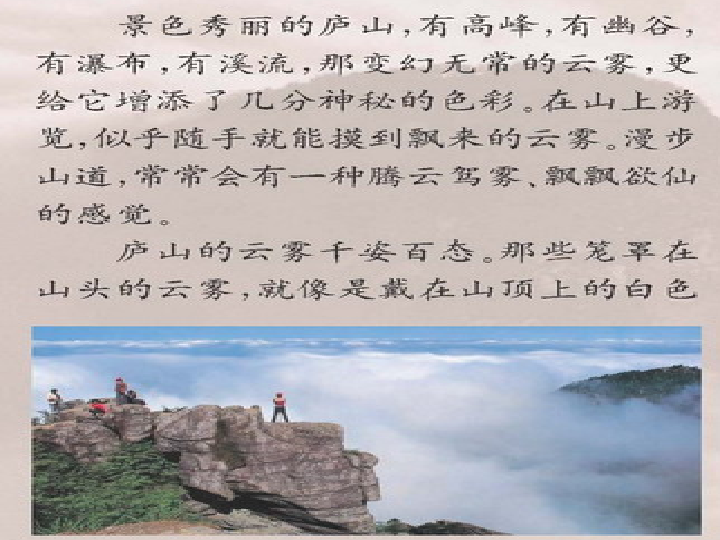 景色秀丽的庐山,有高峰,有幽谷,
有瀑布,有溪流,那变幻无常的云雾,更
给它增添了几分神秘的色彩。在山上游
览,似乎随手就能摸到飘来的云雾。漫步
山道,常常会有一种腾云驾雾、飘飘欲仙
的感觉。
庐山的云雾千姿百态。那些笼罩在
山头的云雾,就像是戴在山顶上的白色